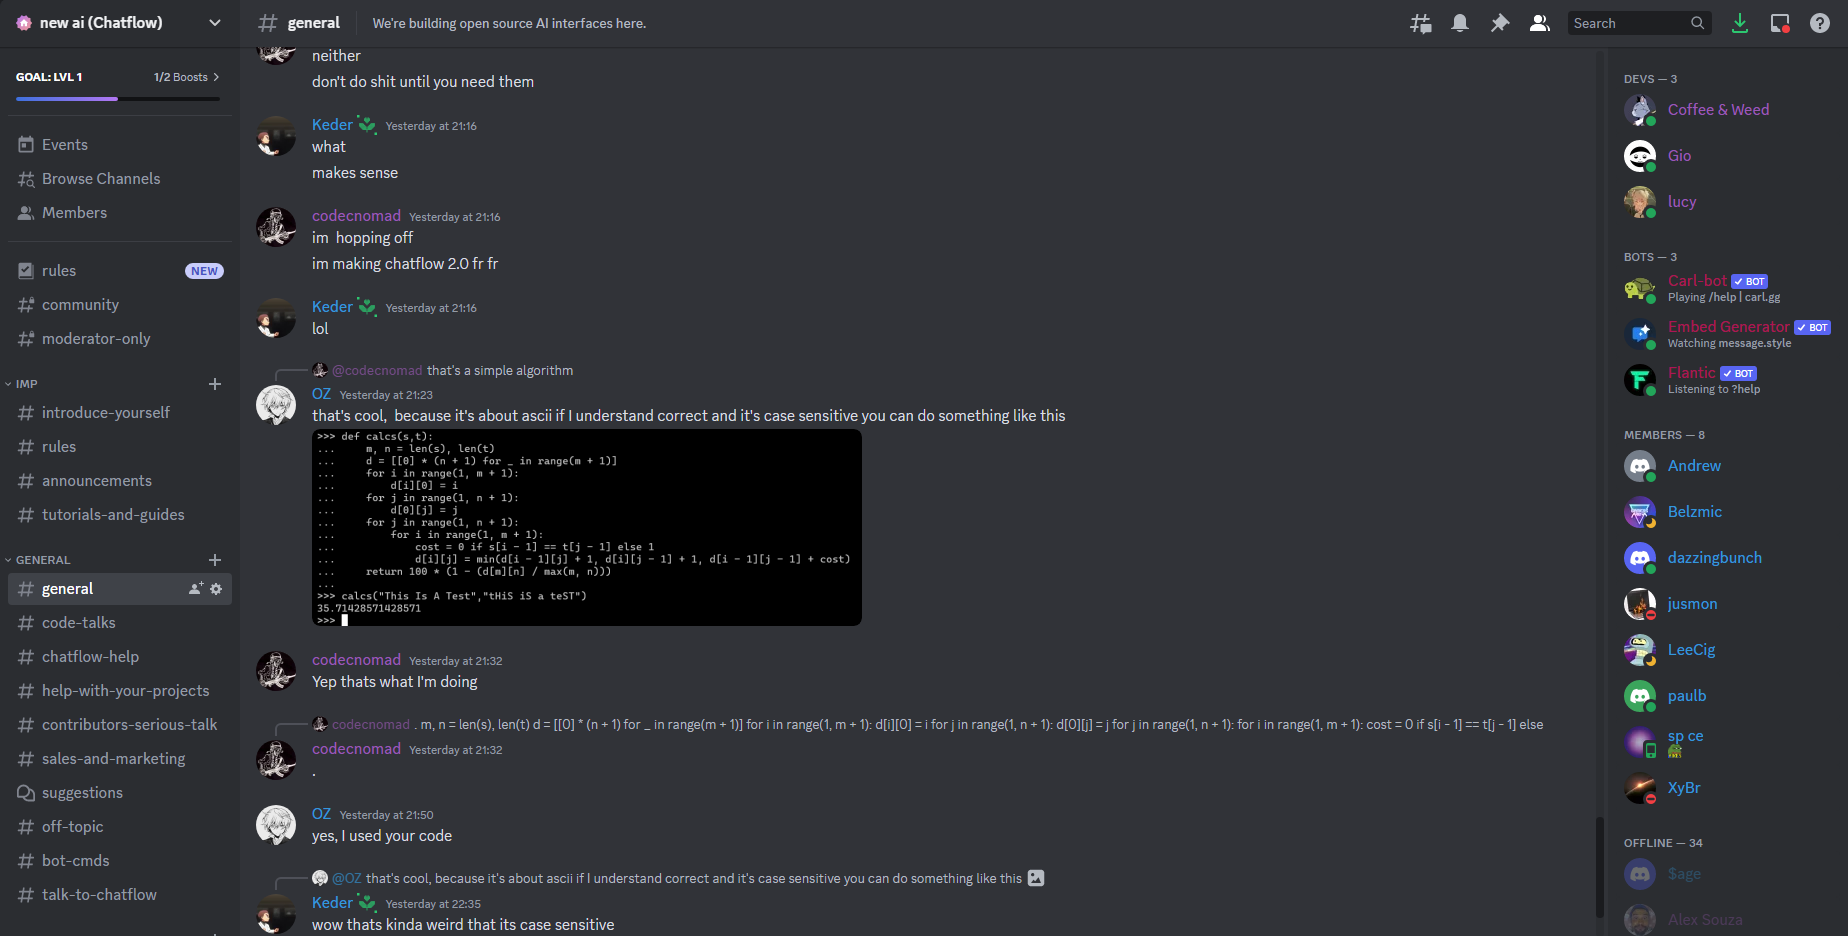 new ai (Chatflow)
GOAL: LVL 1
1/2 Boosts
Events
Browse Channels
Members
rules
NEW
community
moderator-only
IMP
introduce-yourself
rules
announcements
tutorials-and-guides
GENERAL
general
code-talks
chatflow-help
help-with-your-projects
contributors-serious-talk
sales-and-marketing
suggestions
off-topic
bot-cmds
talk-to-chatflow
general
We're building open source AI interfaces here.
Search
neither
don't do shit until you need them
Keder Yesterday at 21:16
what
makes sense
codecnomad Yesterday at 21:16
im hopping off
im making chatflow 2.0 fr fr
Keder Yesterday at 21:16
lol
@codecnomad that's a simple algorithm
OZ Yesterday at 21:23
that's cool, because it's about ascii if I understand correct and it's case sensitive you can do something like this
>>> def calcs(s,t):
...     m, n = len(s), len(t)
...     d = [[0] * (n + 1) for _ in range(m + 1)]
...     for i in range(1, m + 1):
...         d[i][0] = i
...     for j in range(1, n + 1):
...         d[0][j] = j
...     for j in range(1, n + 1):
...         for i in range(1, m + 1):
...             cost = 0 if s[i - 1] == t[j - 1] else 1
...             d[i][j] = min(d[i - 1][j] + 1, d[i][j - 1] + 1, d[i - 1][j - 1] + cost)
...     return 100 * (1 - (d[m][n] / max(m, n)))
...
>>> calcs("This Is A Test","tHiS iS a teST")
35.71428571428571
>>>
codecnomad Yesterday at 21:32
Yep thats what I'm doing
codecnomad . m, n = len(s), len(t) d = [[0] * (n + 1) for _ in range(m + 1)] for i in range(1, m + 1): d[i][0] = i for j in range(1, n + 1): d[0][j] = j for j in range(1, n + 1): for i in range(1, m + 1): cost = 0 if s[i - 1] == t[j - 1] else
codecnomad Yesterday at 21:32
.
OZ Yesterday at 21:50
yes, I used your code
@OZ that's cool, because it's about ascii if I understand correct and it's case sensitive you can do something like this
Keder Yesterday at 22:35
wow thats kinda weird that its case sensitive
DEVS — 3
Coffee & Weed
Gio
lucy
BOTS — 3
Carl-bot BOT
Playing /help | carl.gg
Embed Generator BOT
Watching message.style
Flantic BOT
Listening to ?help
MEMBERS — 8
Andrew
Belzmic
dazzingbunch
jusmon
LeeCig
paulb
sp ce
XyBr
OFFLINE — 34
$age
Alex Souza